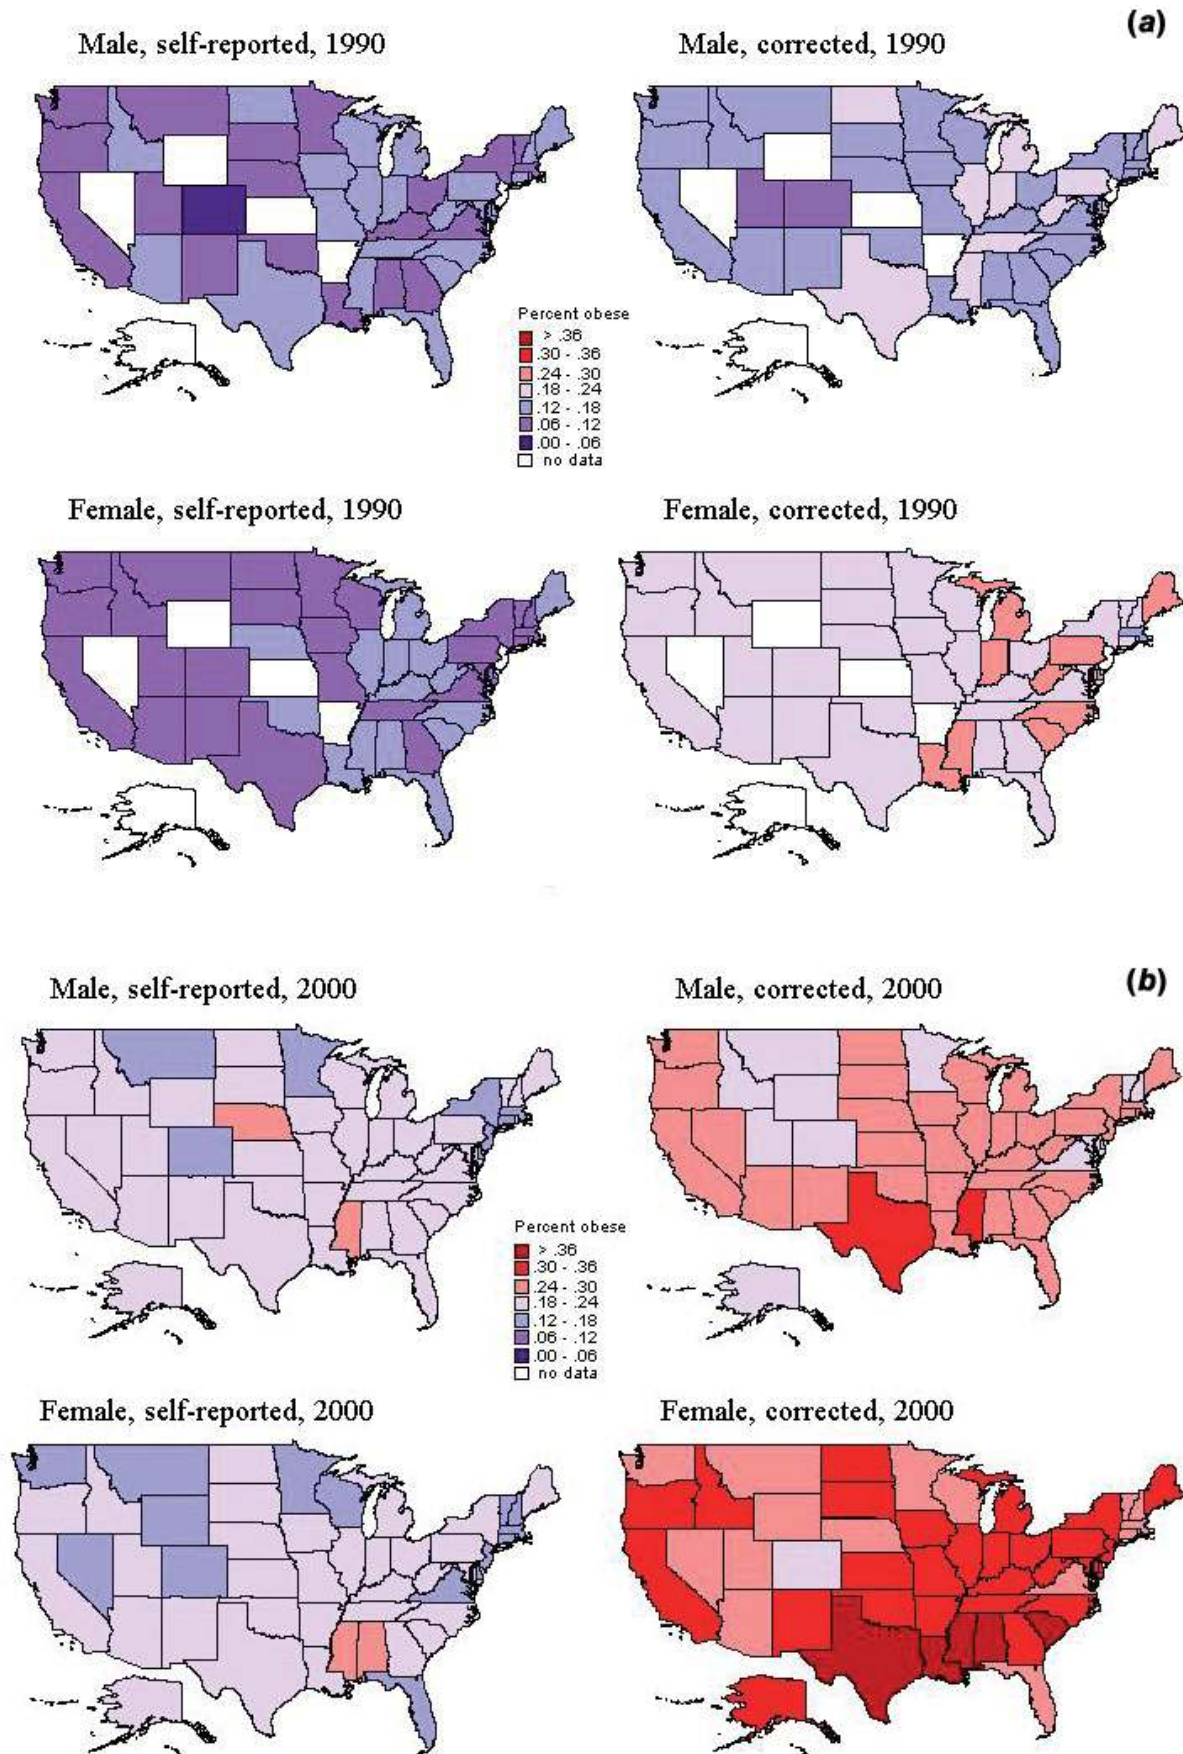 (a)
Male, self-reported, 1990
Male, corrected, 1990
Percent obese
> .36
.30 - .36
.24 - .30
.18 - .24
.12 - .18
.06 - .12
.00 - .06
no data
Female, self-reported, 1990
Female, corrected, 1990
(b)
Male, self-reported, 2000
Male, corrected, 2000
Percent obese
> .36
.30 - .36
.24 - .30
.18 - .24
.12 - .18
.06 - .12
.00 - .06
no data
Female, self-reported, 2000
Female, corrected, 2000